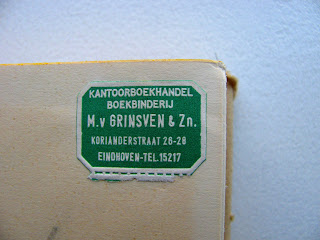 KANTOORBOEKHANDEL
BOEKBINDERIJ
M.v GRINSVEN & Zn.
KORIANDERSTRAAT 26-28
EINDHOVEN-TEL.15217